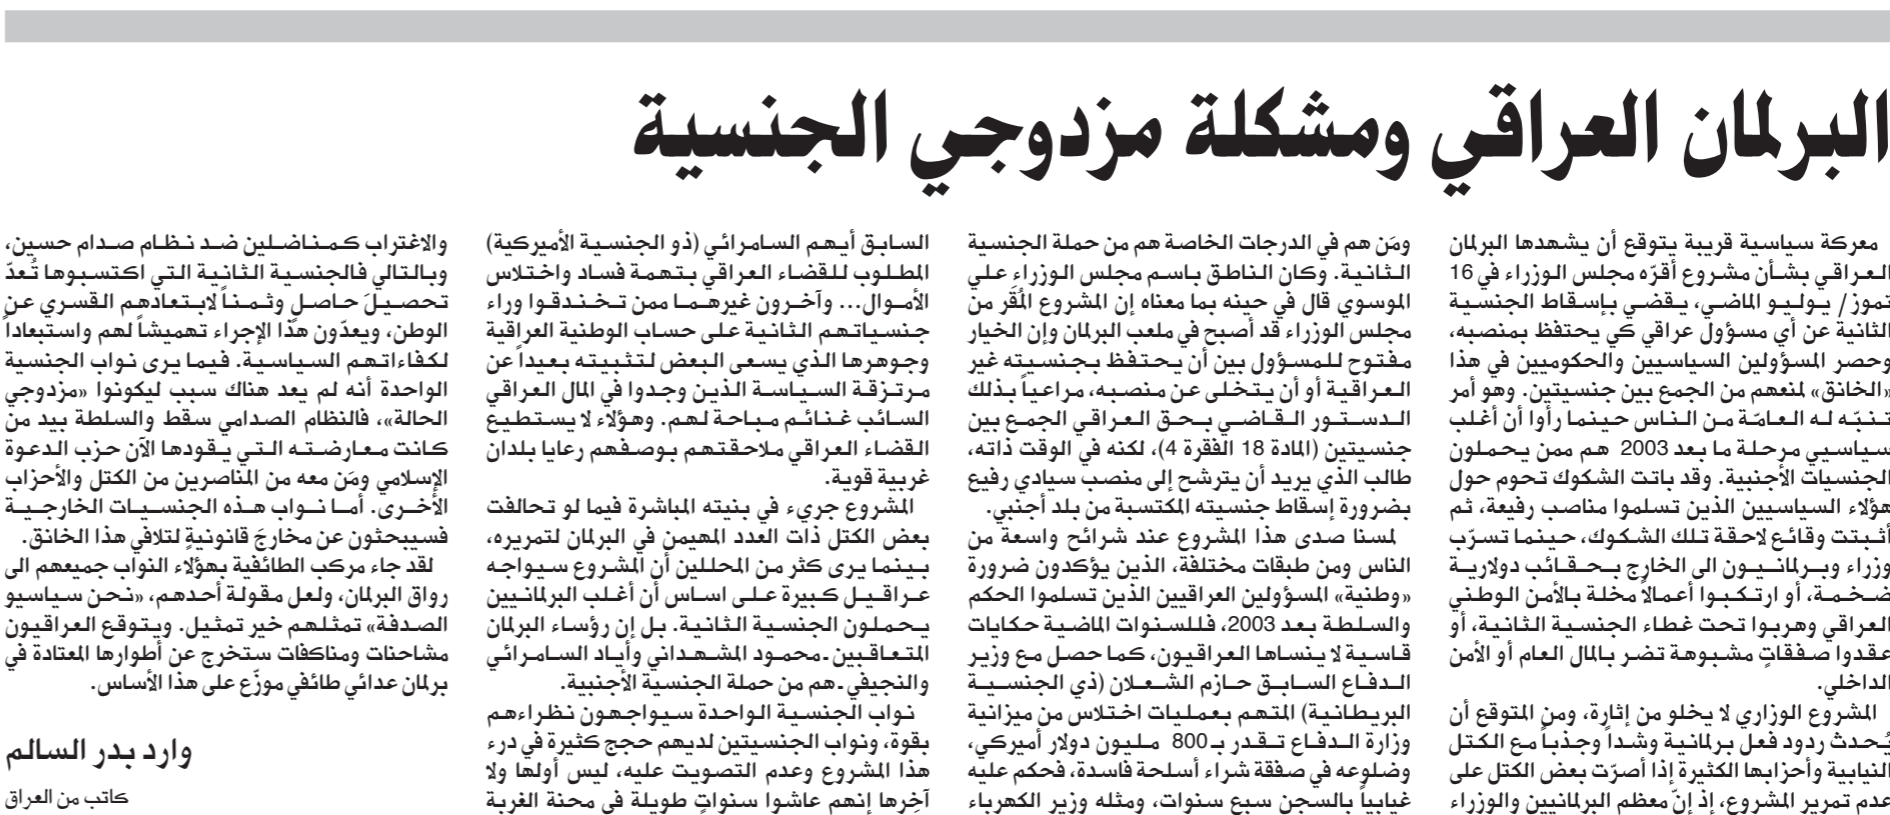 البرلمان العراقي ومشكلة مزدوجي الجنسية
معركة سياسية قريبة يتوقع أن يشهدها البرلمان
العراقي بشأن مشروع أقرّه مجلس الوزراء في 16
تموز/ يوليو الماضي، يقضي بإسقاط الجنسية
الثانية عن أي مسؤول عراقي كي يحتفظ بمنصبه،
وحصر المسؤولين السياسيين والحكوميين في هذا
«الخانق» لمنعهم من الجمع بين جنسيتين. وهو أمر
تنبّه له العامّة من الناس حينما رأوا أن أغلب
سياسيي مرحلة ما بعد 2003 هم ممن يحملون
الجنسيات الأجنبية. وقد باتت الشكوك تحوم حول
هؤلاء السياسيين الذين تسلموا مناصب رفيعة، ثم
أثبتت وقائع لاحقة تلك الشكوك، حينما تسرّب
وزراء وبرلمانيون الى الخارج بحقائب دولارية
ضخمة، أو ارتكبوا أعمالاً مخلة بالأمن الوطني
العراقي وهربوا تحت غطاء الجنسية الثانية، أو
عقدوا صفقاتٍ مشبوهة تضر بالمال العام أو الأمن
الداخلي.
المشروع الوزاري لا يخلو من إثارة، ومن المتوقع أن
يُحدث ردود فعل برلمانية وشداً وجذباً مع الكتل
النيابية وأحزابها الكثيرة إذا أصرّت بعض الكتل على
عدم تمرير المشروع، إذ إنّ معظم البرلمانيين والوزراء
ومَن هم في الدرجات الخاصة هم من حملة الجنسية
الثانية. وكان الناطق باسم مجلس الوزراء علي
الموسوي قال في حينه بما معناه إن المشروع المُقَر من
مجلس الوزراء قد أصبح في ملعب البرلمان وإن الخيار
مفتوح للمسؤول بين أن يحتفظ بجنسيته غير
العراقية أو أن يتخلى عن منصبه، مراعياً بذلك
الدستور القاضي بحق العراقي الجمع بين
جنسيتين (المادة 18 الفقرة 4)، لكنه في الوقت ذاته،
طالب الذي يريد أن يترشح إلى منصب سيادي رفيع
بضرورة إسقاط جنسيته المكتسبة من بلد أجنبي.
لمسنا صدى هذا المشروع عند شرائح واسعة من
الناس ومن طبقات مختلفة، الذين يؤكدون ضرورة
«وطنية» المسؤولين العراقيين الذين تسلموا الحكم
والسلطة بعد 2003، فللسنوات الماضية حكايات
قاسية لا ينساها العراقيون، كما حصل مع وزير
الدفاع السابق حازم الشعلان (ذي الجنسية
البريطانية) المتهم بعمليات اختلاس من ميزانية
وزارة الدفاع تقدر بـ 800 مليون دولار أميركي،
وضلوعه في صفقة شراء أسلحة فاسدة، فحكم عليه
غيابياً بالسجن سبع سنوات، ومثله وزير الكهرباء
السابق أيهم السامرائي (ذو الجنسية الأميركية)
المطلوب للقضاء العراقي بتهمة فساد واختلاس
الأموال... وآخرون غيرهما ممن تخندقوا وراء
جنسياتهم الثانية على حساب الوطنية العراقية
وجوهرها الذي يسعى البعض لتثبيته بعيداً عن
مرتزقة السياسة الذين وجدوا في المال العراقي
السائب غنائم مباحة لهم. وهؤلاء لا يستطيع
القضاء العراقي ملاحقتهم بوصفهم رعايا بلدان
غربية قوية.
المشروع جريء في بنيته المباشرة فيما لو تحالفت
بعض الكتل ذات العدد المهيمن في البرلمان لتمريره،
بينما يرى كثر من المحللين أن المشروع سيواجه
عراقيل كبيرة على اساس أن أغلب البرلمانيين
يحملون الجنسية الثانية. بل إن رؤساء البرلمان
المتعاقبين ـ محمود المشهداني وأياد السامرائي
والنجيفي ـ هم من حملة الجنسية الأجنبية.
نواب الجنسية الواحدة سيواجهون نظراءهم
بقوة، ونواب الجنسيتين لديهم حجج كثيرة في درء
هذا المشروع وعدم التصويت عليه، ليس أولها ولا
آخِرها إنهم عاشوا سنواتٍ طويلة في محنة الغربة
والاغتراب كمناضلين ضد نظام صدام حسين،
وبالتالي فالجنسية الثانية التي اكتسبوها تُعدّ
تحصيلَ حاصلٍ وثمناً لابتعادهم القسري عن
الوطن، ويعدّون هذا الإجراء تهميشاً لهم واستبعاداً
لكفاءاتهم السياسية. فيما يرى نواب الجنسية
الواحدة أنه لم يعد هناك سبب ليكونوا «مزدوجي
الحالة»، فالنظام الصدامي سقط والسلطة بيد من
كانت معارضته التي يقودها الآن حزب الدعوة
الإسلامي ومَن معه من المناصرين من الكتل والأحزاب
الأخرى. أما نواب هذه الجنسيات الخارجية
فسيبحثون عن مخارجَ قانونيةٍ لتلافي هذا الخانق.
لقد جاء مركب الطائفية بهؤلاء النواب جميعهم الى
رواق البرلمان، ولعل مقولة أحدهم، «نحن سياسيو
الصدفة» تمثلهم خير تمثيل. ويتوقع العراقيون
مشاحنات ومناكفات ستخرج عن أطوارها المعتادة في
برلمان عدائي طائفي موزّع على هذا الأساس.
وارد بدر السالم
كاتب من العراق